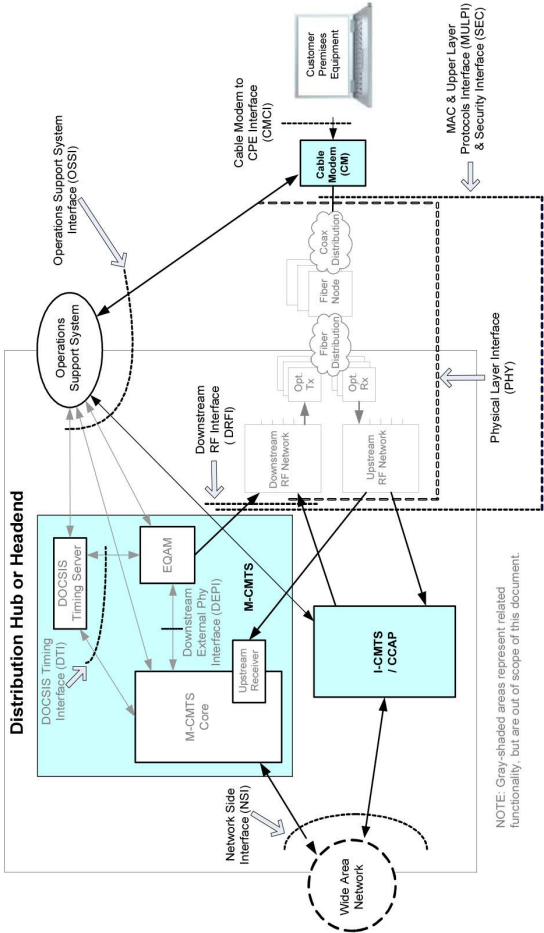 Distribution Hub or Headend
Wide Area
Network
Network Side
Interface (NSI)
DOCSIS Timing
Interface (DTI)
DOCSIS
Timing Server
M-CMTS
Core
Upstream
Receiver
EQAM
Downstream
External Phy
Interface (DEPI)
M-CMTS
I-CMTS
/ CCAP
Operations
Support System
Operations Support System
Interface (OSSI)
Downstream
RF Interface
( DRFI)
Downstream
RF Network
Upstream
RF Network
Opt.
Tx
Opt.
Rx
Fiber
Distribution
Fiber
Node
Coax
Distribution
Cable
Modem
(CM)
Cable Modem to
CPE Interface
(CMCI)
Customer
Premises
Equipment
Physical Layer Interface
(PHY)
MAC & Upper Layer
Protocols Interface (MULPI)
& Security Interface (SEC)
NOTE: Gray-shaded areas represent related
functionality, but are out of scope of this document.